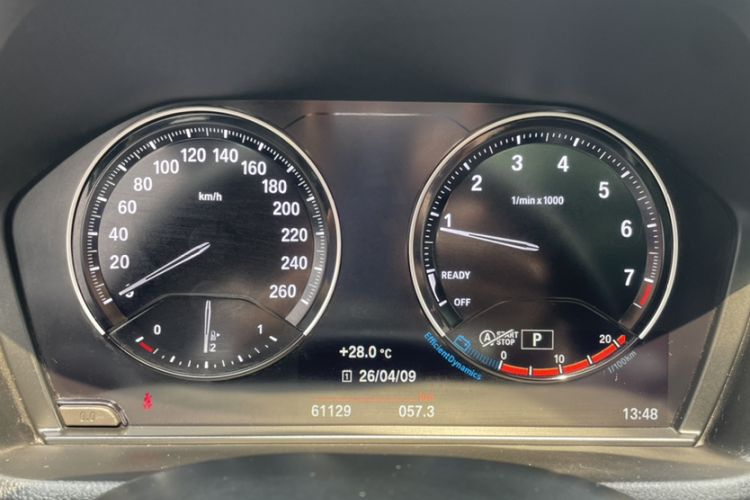 0 20 40 60 80 100 120 140 160 180 200 220 240 260
km/h
0 1/2 1
1 2 3 4 5 6 7
1/min x 1000
READY
OFF
START
STOP
P
EfficientDynamics
0 10 20
l/100km
+28.0 °C
26/04/09
61129 057.3
13:48